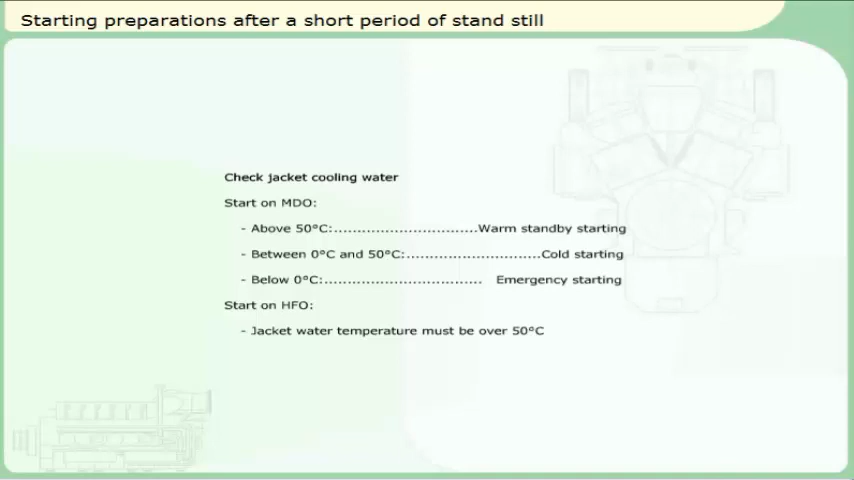 Starting preparations after a short period of stand still
Check jacket cooling water
Start on MDO:
- Above 50°C:...............................Warm standby starting
- Between 0°C and 50°C:.............................Cold starting
- Below 0°C:.................................. Emergency starting
Start on HFO:
- Jacket water temperature must be over 50°C